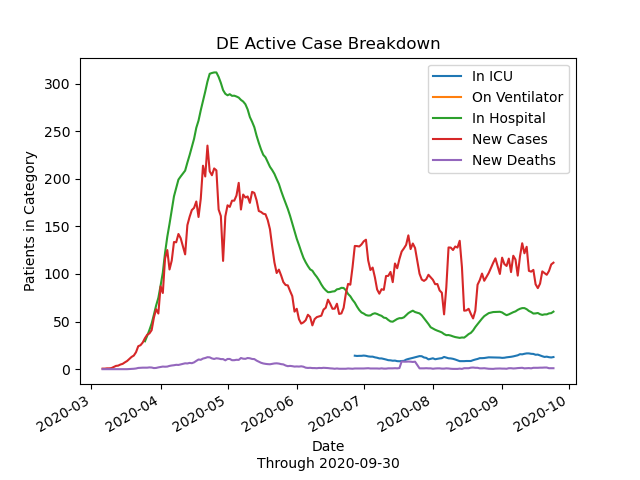 DE Active Case Breakdown
In ICU
On Ventilator
In Hospital
New Cases
New Deaths
Patients in Category
300
250
200
150
100
50
0
2020-03
2020-04
2020-05
2020-06
2020-07
2020-08
2020-09
2020-10
Date
Through 2020-09-30